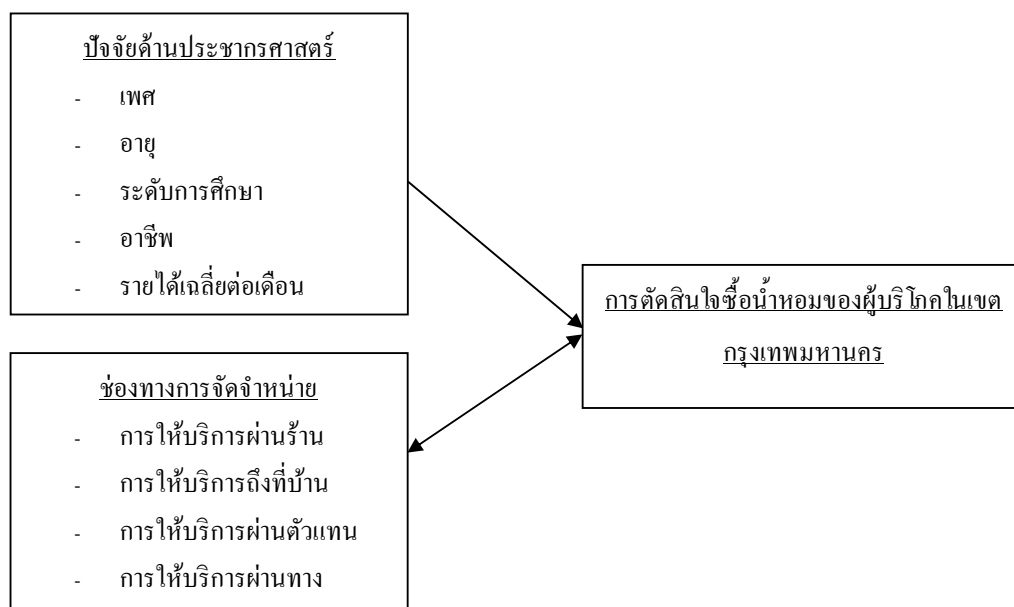 ปัจจัยด้านประชากรศาสตร์
- เพศ
- อายุ
- ระดับการศึกษา
- อาชีพ
- รายได้เฉลี่ยต่อเดือน
ช่องทางการจัดจำหน่าย
- การให้บริการผ่านร้าน
- การให้บริการถึงที่บ้าน
- การให้บริการผ่านตัวแทน
- การให้บริการผ่านทาง
การตัดสินใจซื้อน้ำหอมของผู้บริโภคในเขต
กรุงเทพมหานคร